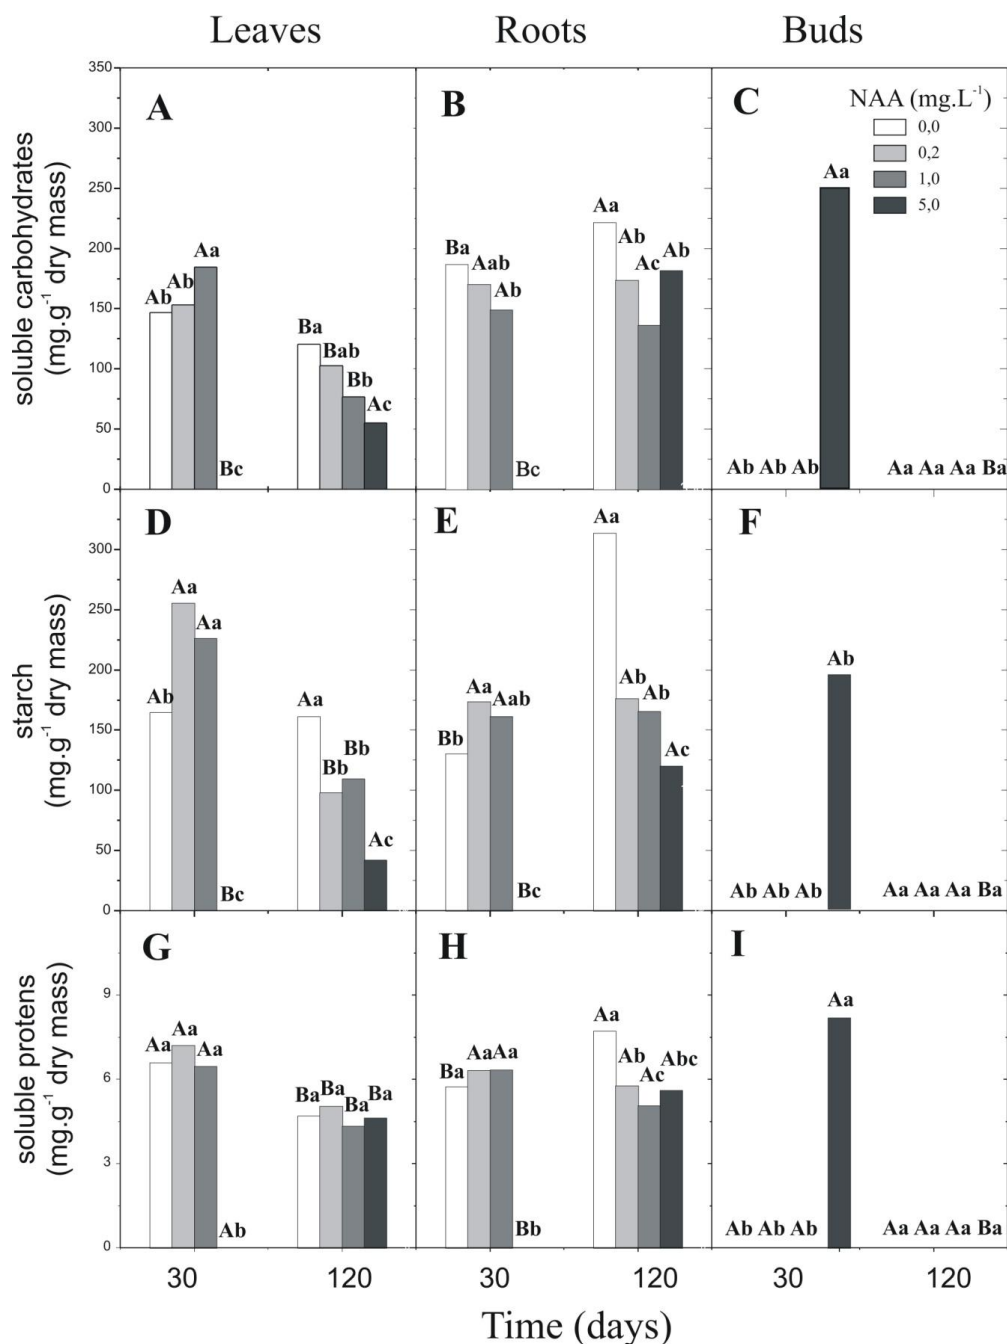 Leaves Roots Buds
soluble carbohydrates
(mg.g-1 dry mass)
350
300
250
200
150
100
50
0
A
Ab
Ab
Aa
Bc
Ba
Bab
Bb
Ac
B
Ba
Aab
Ab
Bc
Aa
Ab
Ac
Ab
C
NAA (mg.L-1)
0,0
0,2
1,0
5,0
Aa
Ab Ab Ab
Aa Aa Aa Ba
starch
(mg.g-1 dry mass)
300
250
200
150
100
50
0
D
Ab
Aa
Aa
Bc
Aa
Bb
Bb
Ac
E
Bb
Aa
Aab
Bc
Aa
Ab
Ab
Ac
F
Ab
Ab Ab Ab
Aa Aa Aa Ba
soluble protens
(mg.g-1 dry mass)
9
6
3
0
G
Aa
Aa
Aa
Ab
Ba
Ba
Ba
Ba
H
Ba
Aa
Aa
Bb
Aa
Ab
Ac
Abc
I
Aa
Ab Ab Ab
Aa Aa Aa Ba
30 120 30 120 30 120
Time (days)